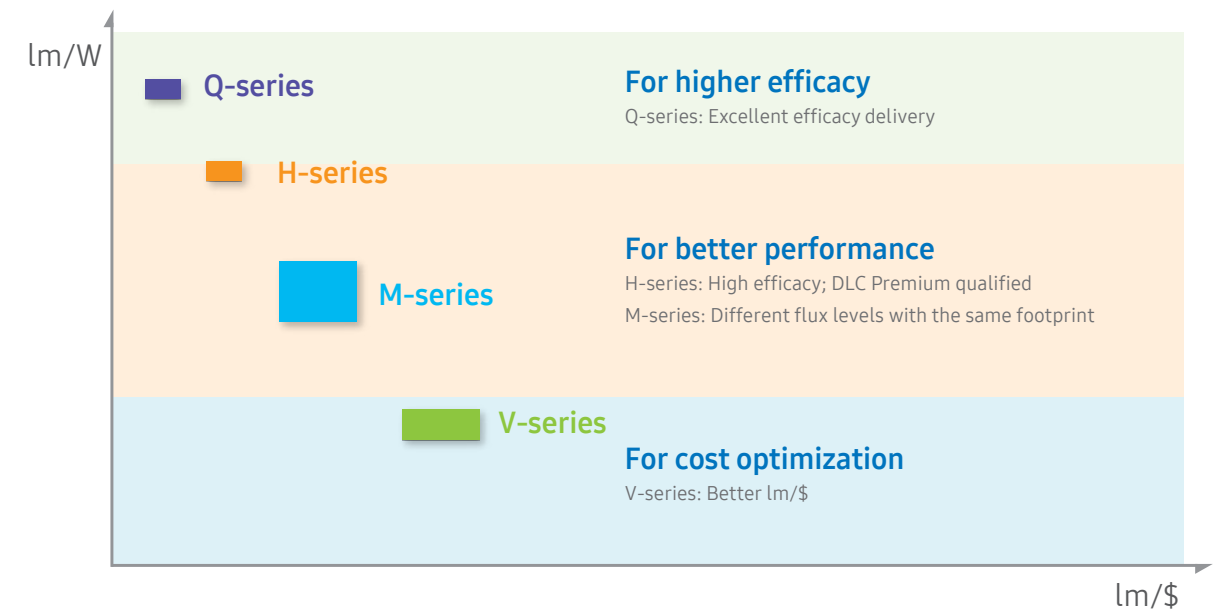 lm/W
Q-series
For higher efficacy
Q-series: Excellent efficacy delivery
H-series
For better performance
H-series: High efficacy; DLC Premium qualified
M-series
M-series: Different flux levels with the same footprint
V-series
For cost optimization
V-series: Better lm/$
lm/$